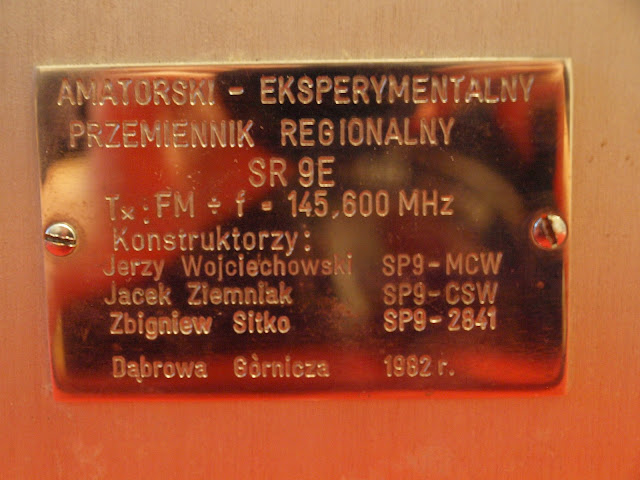 AMATORSKI - EKSPERYMENTALNY
PRZEMIENNIK REGIONALNY
SR 9E
Tx: FM ÷ f = 145,600 MHz
Konstruktorzy:
Jerzy Wojciechowski SP9-MCW
Jacek Ziemniak SP9-CSW
Zbigniew Sitko SP9-2841
Dąbrowa Górnicza 1982 r.